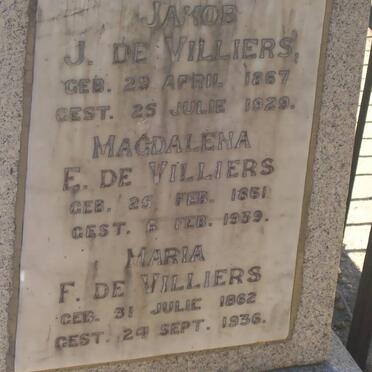 JAKOB
J. DE VILLIERS,
GEB. 29 APRIL 1867
GEST. 25 JULIE 1929.
MAGDALENA
E. DE VILLIERS
GEB. 25 FEB. 1851
GEST. 6 FEB. 1939.
MARIA
F. DE VILLIERS
GEB. 31 JULIE 1862
GEST. 24 SEPT. 1936.